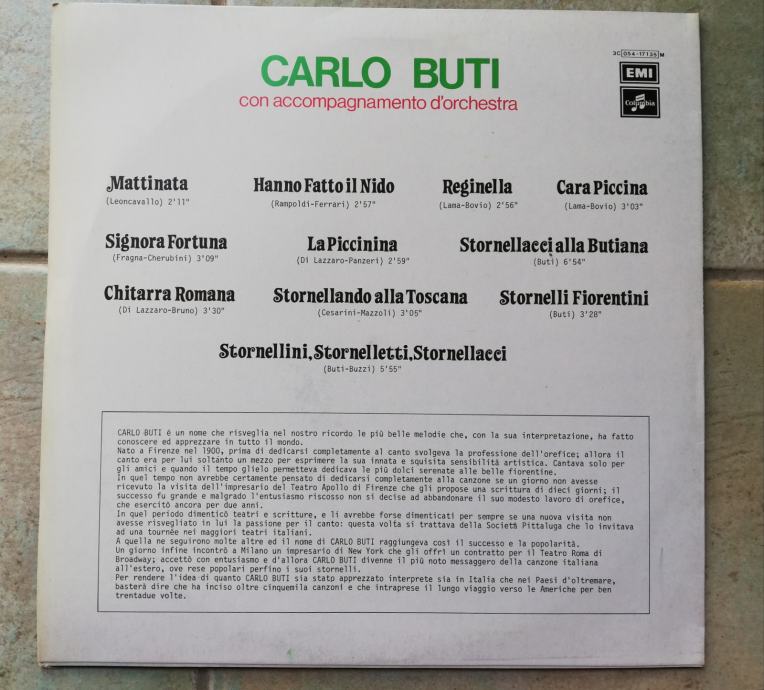 3C 054-17135 M
CARLO BUTI
EMI
con accompagnamento d'orchestra
Columbia
Mattinata Hanno Fatto il Nido Reginella Cara Piccina
(Leoncavallo) 2'11" (Rampoldi-Ferrari) 2'57" (Lama-Bovio) 2'56" (Lama-Bovio) 3'03"
Signora Fortuna La Piccinina Stornellacci alla Butiana
(Fragna-Cherubini) 3'09" (Di Lazzaro-Panzeri) 2'59" (Buti) 6'54"
Chitarra Romana Stornellando alla Toscana Stornelli Fiorentini
(Di Lazzaro-Bruno) 3'30" (Cesarini-Mazzoli) 3'05" (Buti) 3'28"
Stornellini, Stornelletti, Stornellacci
(Buti-Buzzi) 5'55"
CARLO BUTI è un nome che risveglia nel nostro ricordo le più belle melodie che, con la sua interpretazione, ha fatto
conoscere ed apprezzare in tutto il mondo.
Nato a Firenze nel 1900, prima di dedicarsi completamente al canto svolgeva la professione dell'orefice; allora il
canto era per lui soltanto un mezzo per esprimere la sua innata e squisita sensibilità artistica. Cantava solo per
gli amici e quando il tempo glielo permetteva dedicava le più dolci serenate alle belle fiorentine.
In quel tempo non avrebbe certamente pensato di dedicarsi completamente alla canzone se un giorno non avesse
ricevuto la visita dell'impresario del Teatro Apollo di Firenze che gli propose una scrittura di dieci giorni; il
successo fu grande e malgrado l'entusiasmo riscosso non si decise ad abbandonare il suo modesto lavoro di orefice,
che esercitò ancora per due anni.
In quel periodo dimenticò teatri e scritture, e li avrebbe forse dimenticati per sempre se una nuova visita non
avesse risvegliato in lui la passione per il canto: questa volta si trattava della Società Pittaluga che lo invitava
ad una tournée nei maggiori teatri italiani.
A quella ne seguirono molte altre ed il nome di CARLO BUTI raggiungeva così il successo e la popolarità.
Un giorno infine incontrò a Milano un impresario di New York che gli offrì un contratto per il Teatro Roma di
Broadway; accettò con entusiasmo e d'allora CARLO BUTI divenne il più noto messaggero della canzone italiana
all'estero, ove rese popolari perfino i suoi stornelli.
Per rendere l'idea di quanto CARLO BUTI sia stato apprezzato interprete sia in Italia che nei Paesi d'oltremare,
basterà dire che ha inciso oltre cinquemila canzoni e che intraprese il lungo viaggio verso le Americhe per ben
trentadue volte.